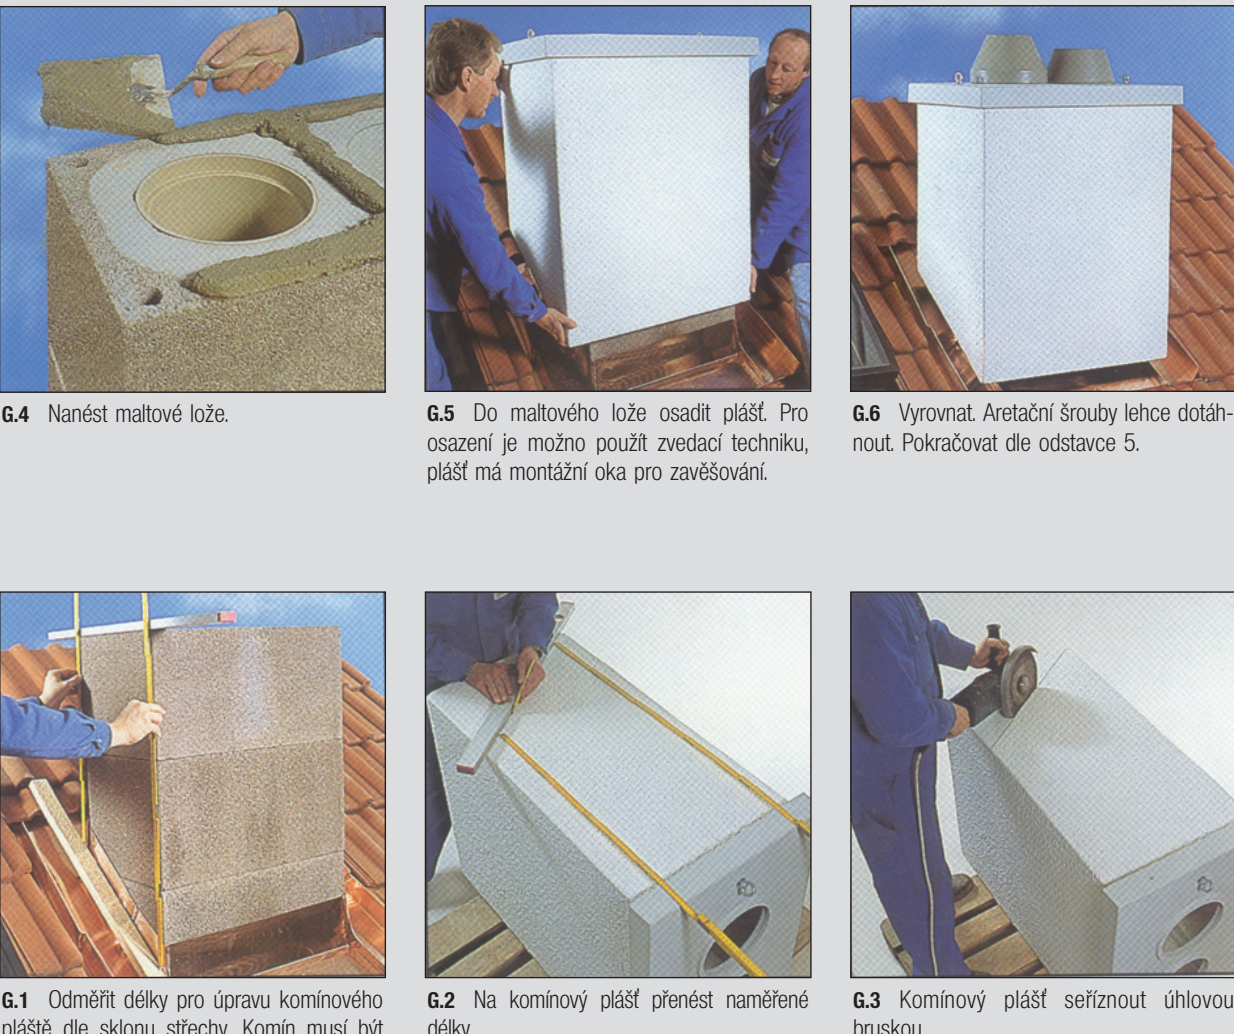 G.4 Nanést maltové lože.
G.5 Do maltového lože osadit plášť. Pro
osazení je možno použít zvedací techniku,
plášť má montážní oka pro zavěšování.
G.6 Vyrovnat. Aretační šrouby lehce dotáh-
nout. Pokračovat dle odstavce 5.
G.1 Odměřit délky pro úpravu komínového
pláště dle sklonu střechy. Komín musí být
G.2 Na komínový plášť přenést naměřené
délky.
G.3 Komínový plášť seříznout úhlovou
bruskou.